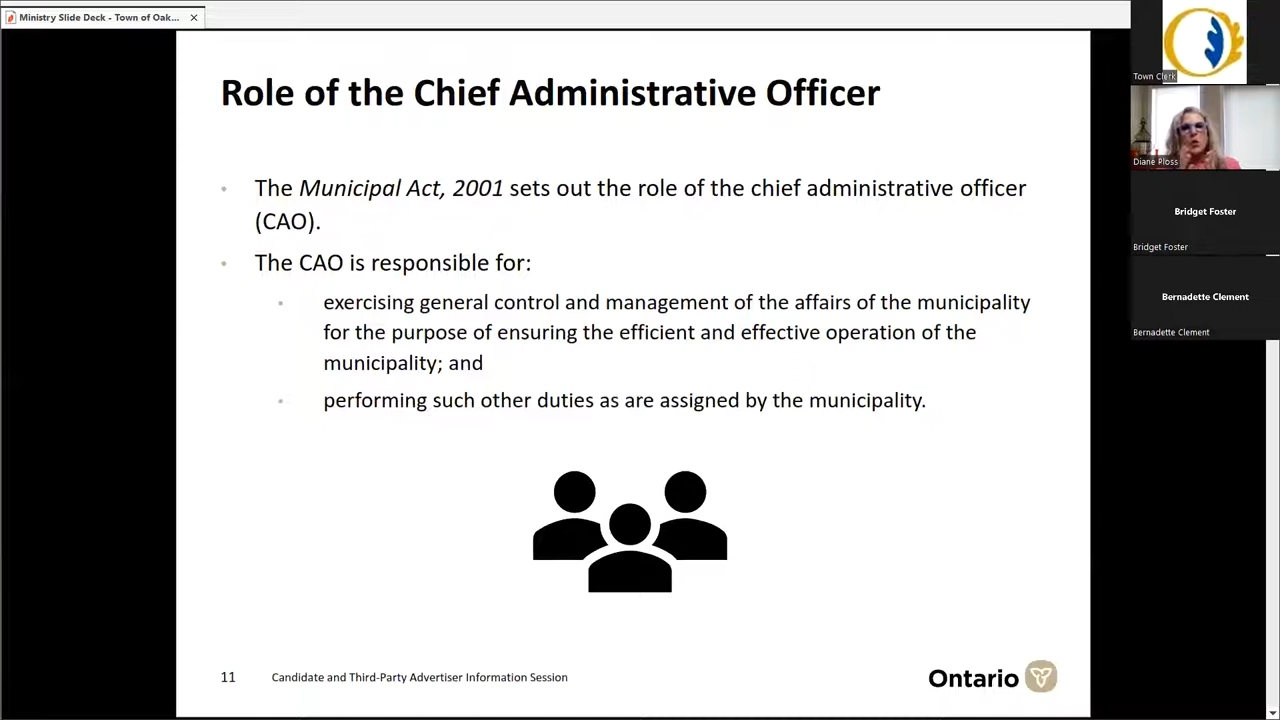 Ministry Slide Deck - Town of Oak...
Role of the Chief Administrative Officer
• The Municipal Act, 2001 sets out the role of the chief administrative officer
(CAO).
• The CAO is responsible for:
• exercising general control and management of the affairs of the municipality
for the purpose of ensuring the efficient and effective operation of the
municipality; and
• performing such other duties as are assigned by the municipality.
11 Candidate and Third-Party Advertiser Information Session
Ontario
Town Clerk
Diane Ploss
Bridget Foster
Bridget Foster
Bernadette Clement
Bernadette Clement